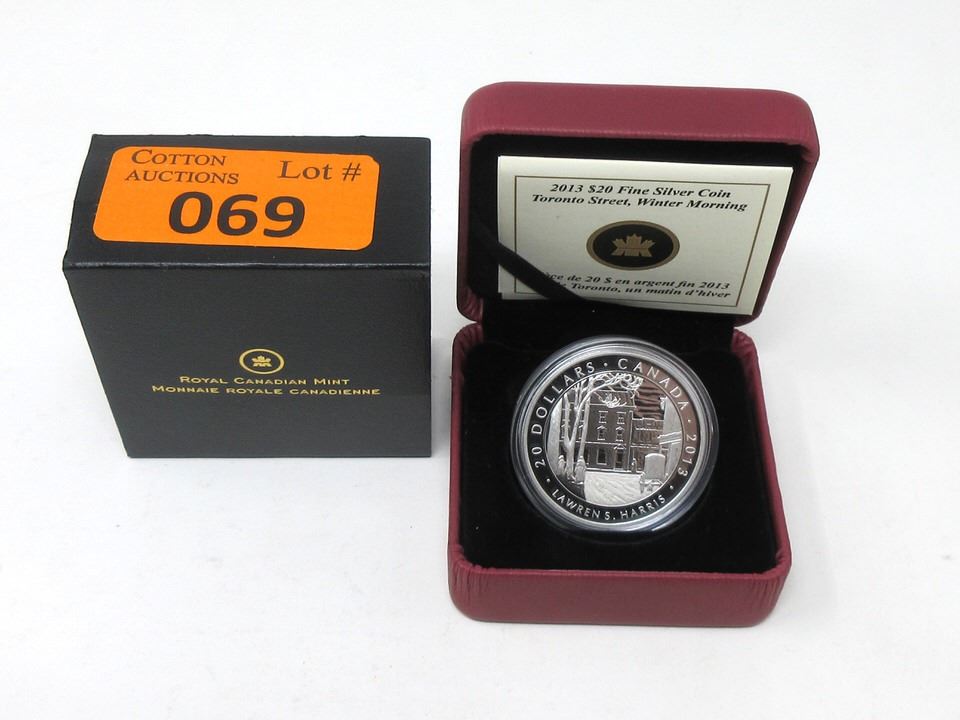 COTTON
AUCTIONS
Lot #
069
ROYAL CANADIAN MINT
MONNAIE ROYALE CANADIENNE
2013 $20 Fine Silver Coin
Toronto Street, Winter Morning
de 20 $ en argent fin 2013
Toronto, un matin d'hiver
20 DOLLARS · CANADA · 2013
· LAWREN S. HARRIS ·